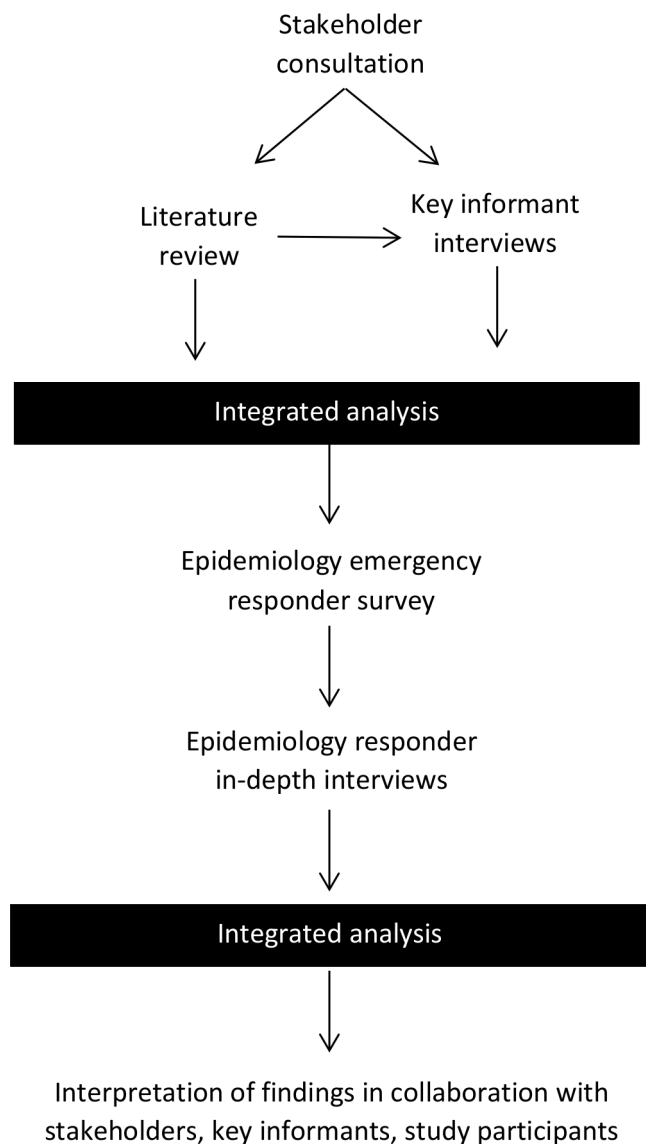 Stakeholder
consultation
Literature
review
Key informant
interviews
Integrated analysis
Epidemiology emergency
responder survey
Epidemiology responder
in-depth interviews
Integrated analysis
Interpretation of findings in collaboration with
stakeholders, key informants, study participants